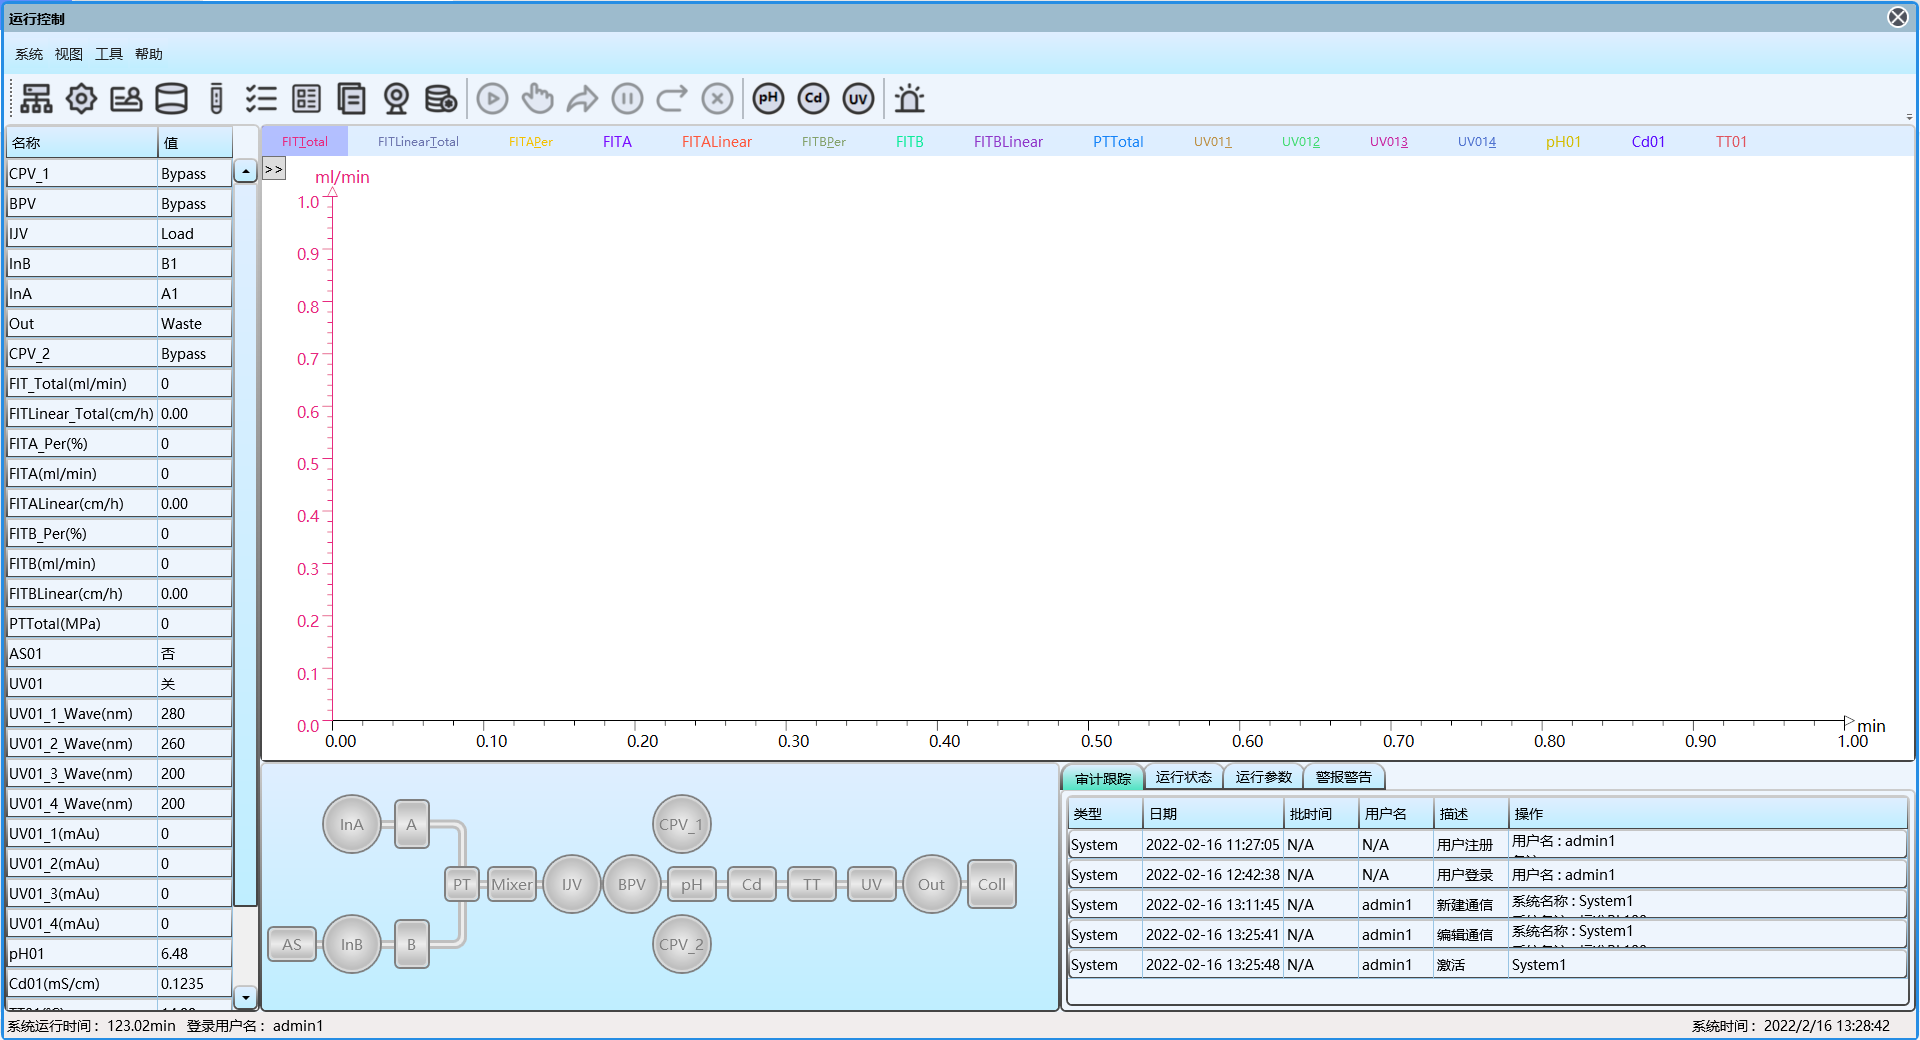 运行控制
系统 视图 工具 帮助
pH Cd UV
名称 值
CPV_1 Bypass
BPV Bypass
IJV Load
InB B1
InA A1
Out Waste
CPV_2 Bypass
FIT_Total(ml/min) 0
FITLinear_Total(cm/h) 0.00
FITA_Per(%) 0
FITA(ml/min) 0
FITALinear(cm/h) 0.00
FITB_Per(%) 0
FITB(ml/min) 0
FITBLinear(cm/h) 0.00
PTTotal(MPa) 0
AS01 否
UV01 关
UV01_1_Wave(nm) 280
UV01_2_Wave(nm) 260
UV01_3_Wave(nm) 200
UV01_4_Wave(nm) 200
UV01_1(mAu) 0
UV01_2(mAu) 0
UV01_3(mAu) 0
UV01_4(mAu) 0
pH01 6.48
Cd01(mS/cm) 0.1235
FITTotal FITLinearTotal FITAPer FITA FITALinear FITBPer FITB FITBLinear PTTotal UV011 UV012 UV013 UV014 pH01 Cd01 TT01
>>
ml/min
1.0
0.9
0.8
0.7
0.6
0.5
0.4
0.3
0.2
0.1
0.0
0.00 0.10 0.20 0.30 0.40 0.50 0.60 0.70 0.80 0.90 1.00
min
InA A CPV_1
PT Mixer IJV BPV pH Cd TT UV Out Coll
AS InB B CPV_2
审计跟踪 运行状态 运行参数 警报警告
类型 日期 批时间 用户名 描述 操作
System 2022-02-16 11:27:05 N/A N/A 用户注册 用户名 : admin1
System 2022-02-16 12:42:38 N/A N/A 用户登录 用户名 : admin1
System 2022-02-16 13:11:45 N/A admin1 新建通信 系统名称 : System1
System 2022-02-16 13:25:41 N/A admin1 编辑通信 系统名称 : System1
System 2022-02-16 13:25:48 N/A admin1 激活 System1
系统运行时间 : 123.02min 登录用户名 : admin1
系统时间 : 2022/2/16 13:28:42